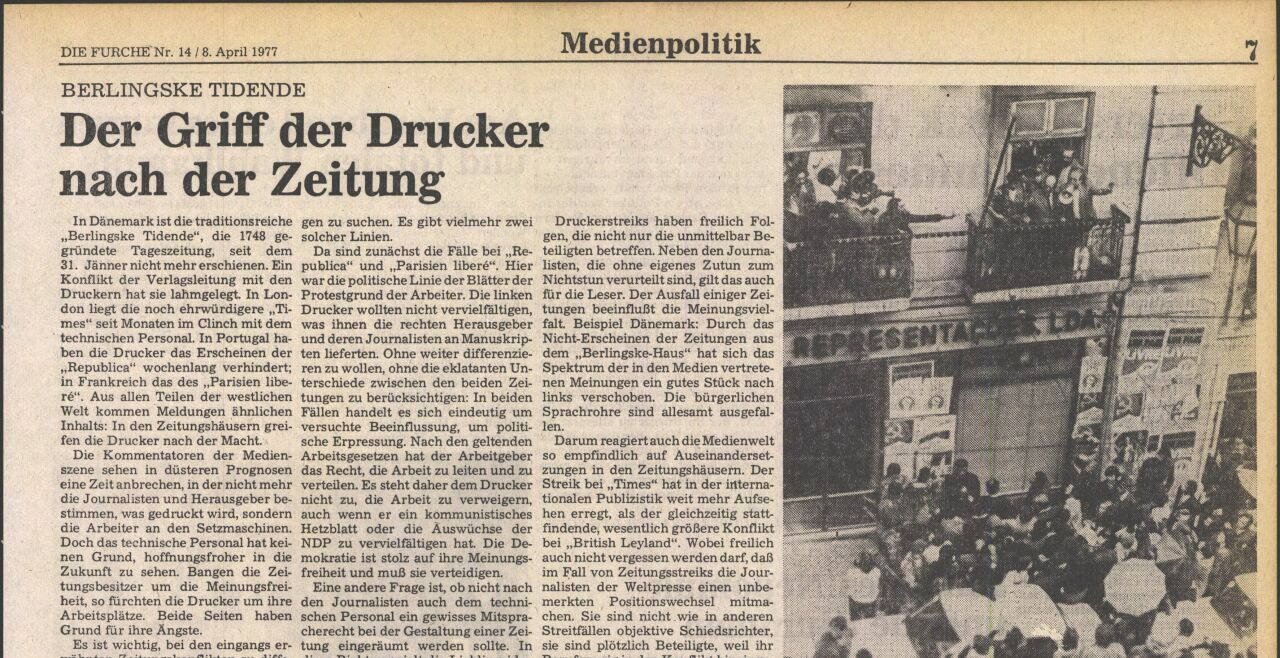 DIE FURCHE Nr. 14 / 8. April 1977
Medienpolitik
7
BERLINGSKE TIDENDE
Der Griff der Drucker
nach der Zeitung
In Dänemark ist die traditionsreiche
„Berlingske Tidende“, die 1748 ge-
gründete Tageszeitung, seit dem
31. Jänner nicht mehr erschienen. Ein
Konflikt der Verlagsleitung mit den
Druckern hat sie lahmgelegt. In Lon-
don liegt die noch ehrwürdigere „Ti-
mes“ seit Monaten im Clinch mit dem
technischen Personal. In Portugal ha-
ben die Drucker das Erscheinen der
„Republica“ wochenlang verhindert;
in Frankreich das des „Parisien libe-
ré“. Aus allen Teilen der westlichen
Welt kommen Meldungen ähnlichen
Inhalts: In den Zeitungshäusern grei-
fen die Drucker nach der Macht.
Die Kommentatoren der Medien-
szene sehen in düsteren Prognosen
eine Zeit anbrechen, in der nicht mehr
die Journalisten und Herausgeber be-
stimmen, was gedruckt wird, sondern
die Arbeiter an den Setzmaschinen.
Doch das technische Personal hat kei-
nen Grund, hoffnungsfroher in die
Zukunft zu sehen. Bangen die Zei-
tungsbesitzer um die Meinungsfrei-
heit, so fürchten die Drucker um ihre
Arbeitsplätze. Beide Seiten haben
Grund für ihre Ängste.
Es ist wichtig, bei den eingangs er-
wähnten Zeitungskonflikten zu diffe-
gen zu suchen. Es gibt vielmehr zwei
solcher Linien.
Da sind zunächst die Fälle bei „Re-
publica“ und „Parisien liberé“. Hier
war die politische Linie der Blätter der
Protestgrund der Arbeiter. Die linken
Drucker wollten nicht vervielfältigen,
was ihnen die rechten Herausgeber
und deren Journalisten an Manuskrip-
ten lieferten. Ohne weiter differenzie-
ren zu wollen, ohne die eklatanten Un-
terschiede zwischen den beiden Zei-
tungen zu berücksichtigen: In beiden
Fällen handelt es sich eindeutig um
versuchte Beeinflussung, um politi-
sche Erpressung. Nach den geltenden
Arbeitsgesetzen hat der Arbeitgeber
das Recht, die Arbeit zu leiten und zu
verteilen. Es steht daher dem Drucker
nicht zu, die Arbeit zu verweigern,
auch wenn er ein kommunistisches
Hetzblatt oder die Auswüchse der
NDP zu vervielfältigen hat. Die De-
mokratie ist stolz auf ihre Meinungs-
freiheit und muß sie verteidigen.
Eine andere Frage ist, ob nicht nach
den Journalisten auch dem techni-
schen Personal ein gewisses Mitspra-
cherecht bei der Gestaltung einer Zei-
tung eingeräumt werden sollte. In
Druckerstreiks haben freilich Fol-
gen, die nicht nur die unmittelbar Be-
teiligten betreffen. Neben den Journa-
listen, die ohne eigenes Zutun zum
Nichtstun verurteilt sind, gilt das auch
für die Leser. Der Ausfall einiger Zei-
tungen beeinflußt die Meinungsviel-
falt. Beispiel Dänemark: Durch das
Nicht-Erscheinen der Zeitungen aus
dem „Berlingske-Haus“ hat sich das
Spektrum der in den Medien vertrete-
nen Meinungen ein gutes Stück nach
links verschoben. Die bürgerlichen
Sprachrohre sind allesamt ausgefal-
len.
Darum reagiert auch die Medienwelt
so empfindlich auf Auseinanderset-
zungen in den Zeitungshäusern. Der
Streik bei „Times“ hat in der interna-
tionalen Publizistik weit mehr Aufse-
hen erregt, als der gleichzeitig statt-
findende, wesentlich größere Konflikt
bei „British Leyland“. Wobei freilich
auch nicht vergessen werden darf, daß
im Fall von Zeitungsstreiks die Jour-
nalisten der Weltpresse einen unbe-
merkten Positionswechsel mitma-
chen. Sie sind nicht wie in anderen
Streitfällen objektive Schiedsrichter,
sie sind plötzlich Beteiligte, weil ihr
REPRESENTAÇÕES LDA.
LIVRE